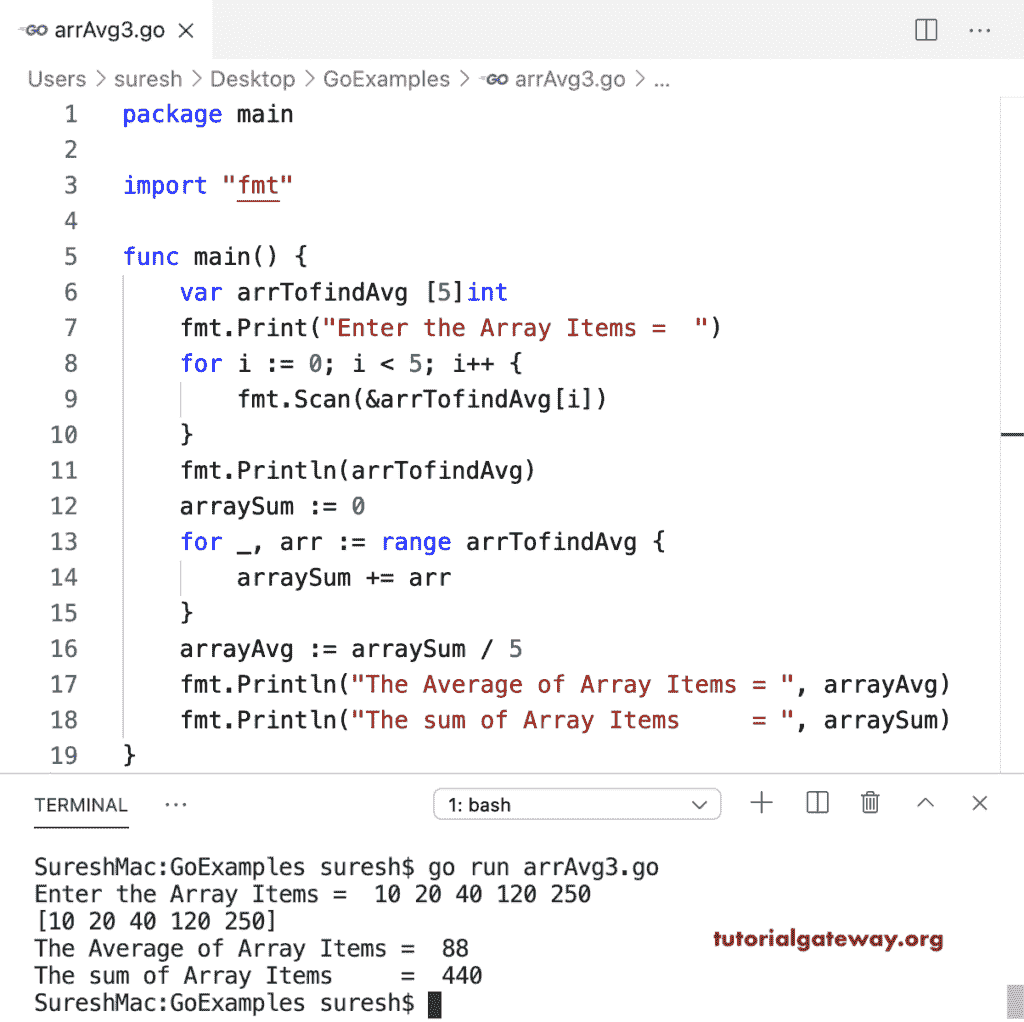 GO arrAvg3.go ×
Users > suresh > Desktop > GoExamples > GO arrAvg3.go > ...
1 package main
2
3 import "fmt"
4
5 func main() {
6     var arrTofindAvg [5]int
7     fmt.Print("Enter the Array Items =  ")
8     for i := 0; i < 5; i++ {
9         fmt.Scan(&arrTofindAvg[i])
10     }
11     fmt.Println(arrTofindAvg)
12     arraySum := 0
13     for _, arr := range arrTofindAvg {
14         arraySum += arr
15     }
16     arrayAvg := arraySum / 5
17     fmt.Println("The Average of Array Items = ", arrayAvg)
18     fmt.Println("The sum of Array Items     = ", arraySum)
19 }
TERMINAL ... 1: bash
SureshMac:GoExamples suresh$ go run arrAvg3.go
Enter the Array Items =  10 20 40 120 250
[10 20 40 120 250]
The Average of Array Items =  88
The sum of Array Items     =  440
SureshMac:GoExamples suresh$
tutorialgateway.org